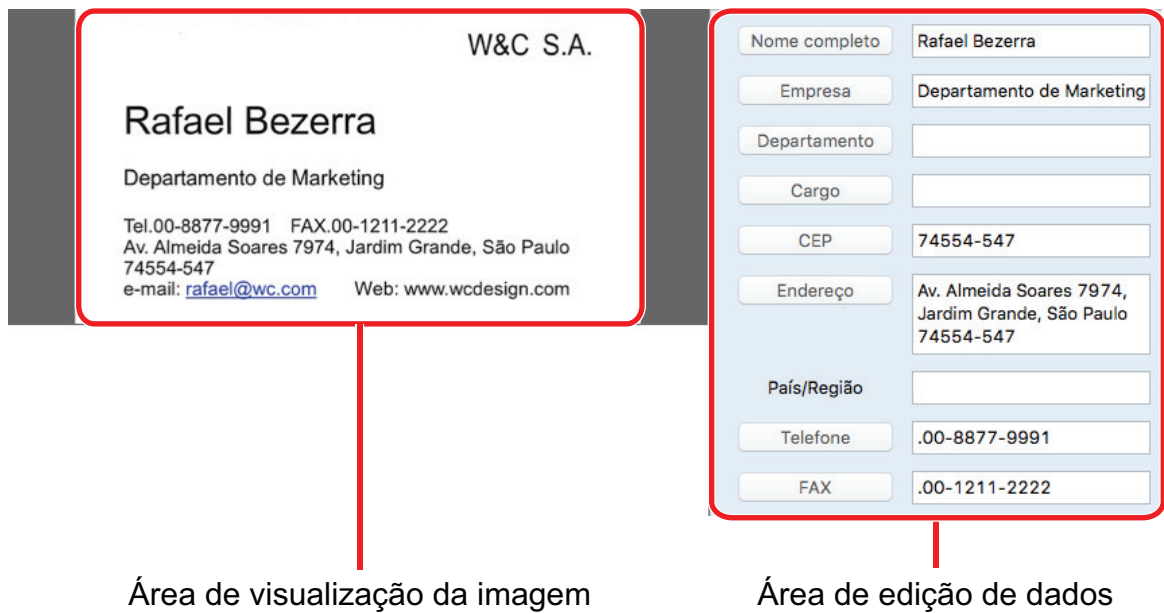 W&C S.A.
Rafael Bezerra
Departamento de Marketing
Tel.00-8877-9991 FAX.00-1211-2222
Av. Almeida Soares 7974, Jardim Grande, São Paulo
74554-547
e-mail: rafael@wc.com Web: www.wcdesign.com
Nome completo Rafael Bezerra
Empresa Departamento de Marketing
Departamento
Cargo
CEP 74554-547
Endereço Av. Almeida Soares 7974,
Jardim Grande, São Paulo
74554-547
País/Região
Telefone .00-8877-9991
FAX .00-1211-2222
Área de visualização da imagem
Área de edição de dados